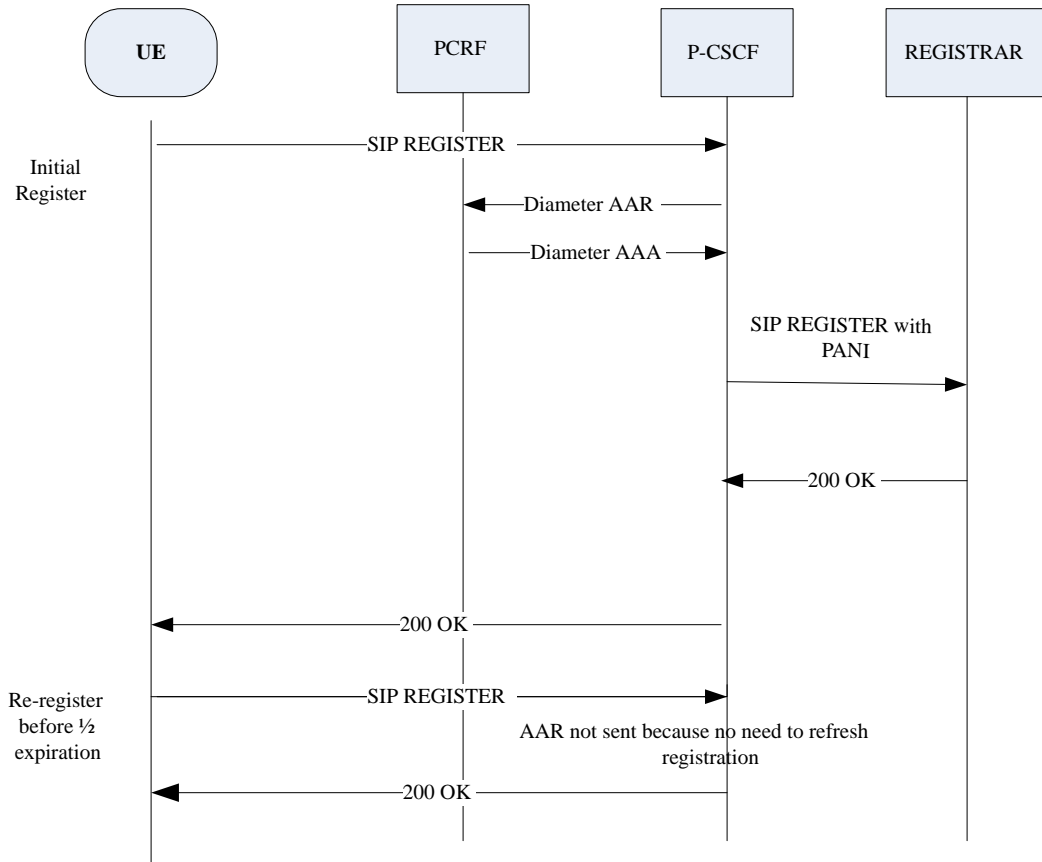 UE
PCRF
P-CSCF
REGISTRAR
SIP REGISTER
Initial
Register
Diameter AAR
Diameter AAA
SIP REGISTER with
PANI
200 OK
200 OK
SIP REGISTER
Re-register
before ½
expiration
AAR not sent because no need to refresh
registration
200 OK